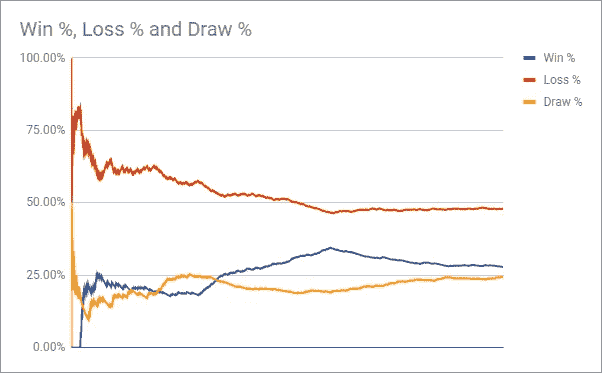 Win %, Loss % and Draw %
100.00%
75.00%
50.00%
25.00%
0.00%
Win %
Loss %
Draw %